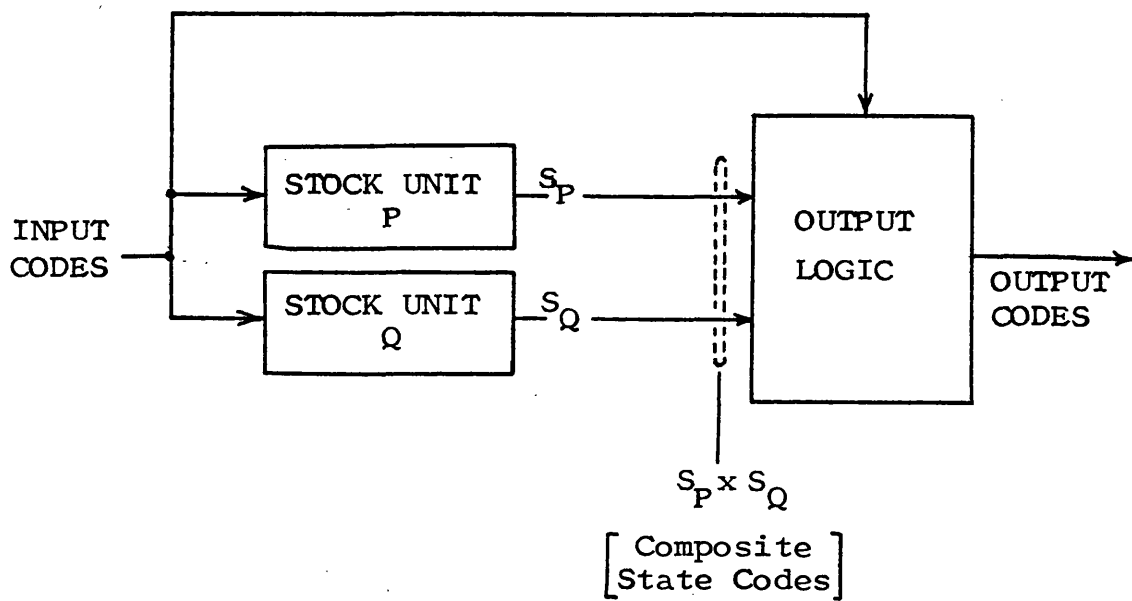 STOCK UNIT
P
S_P
INPUT
CODES
STOCK UNIT
Q
S_Q
OUTPUT
LOGIC
OUTPUT
CODES
S_P x S_Q
[Composite
State Codes]